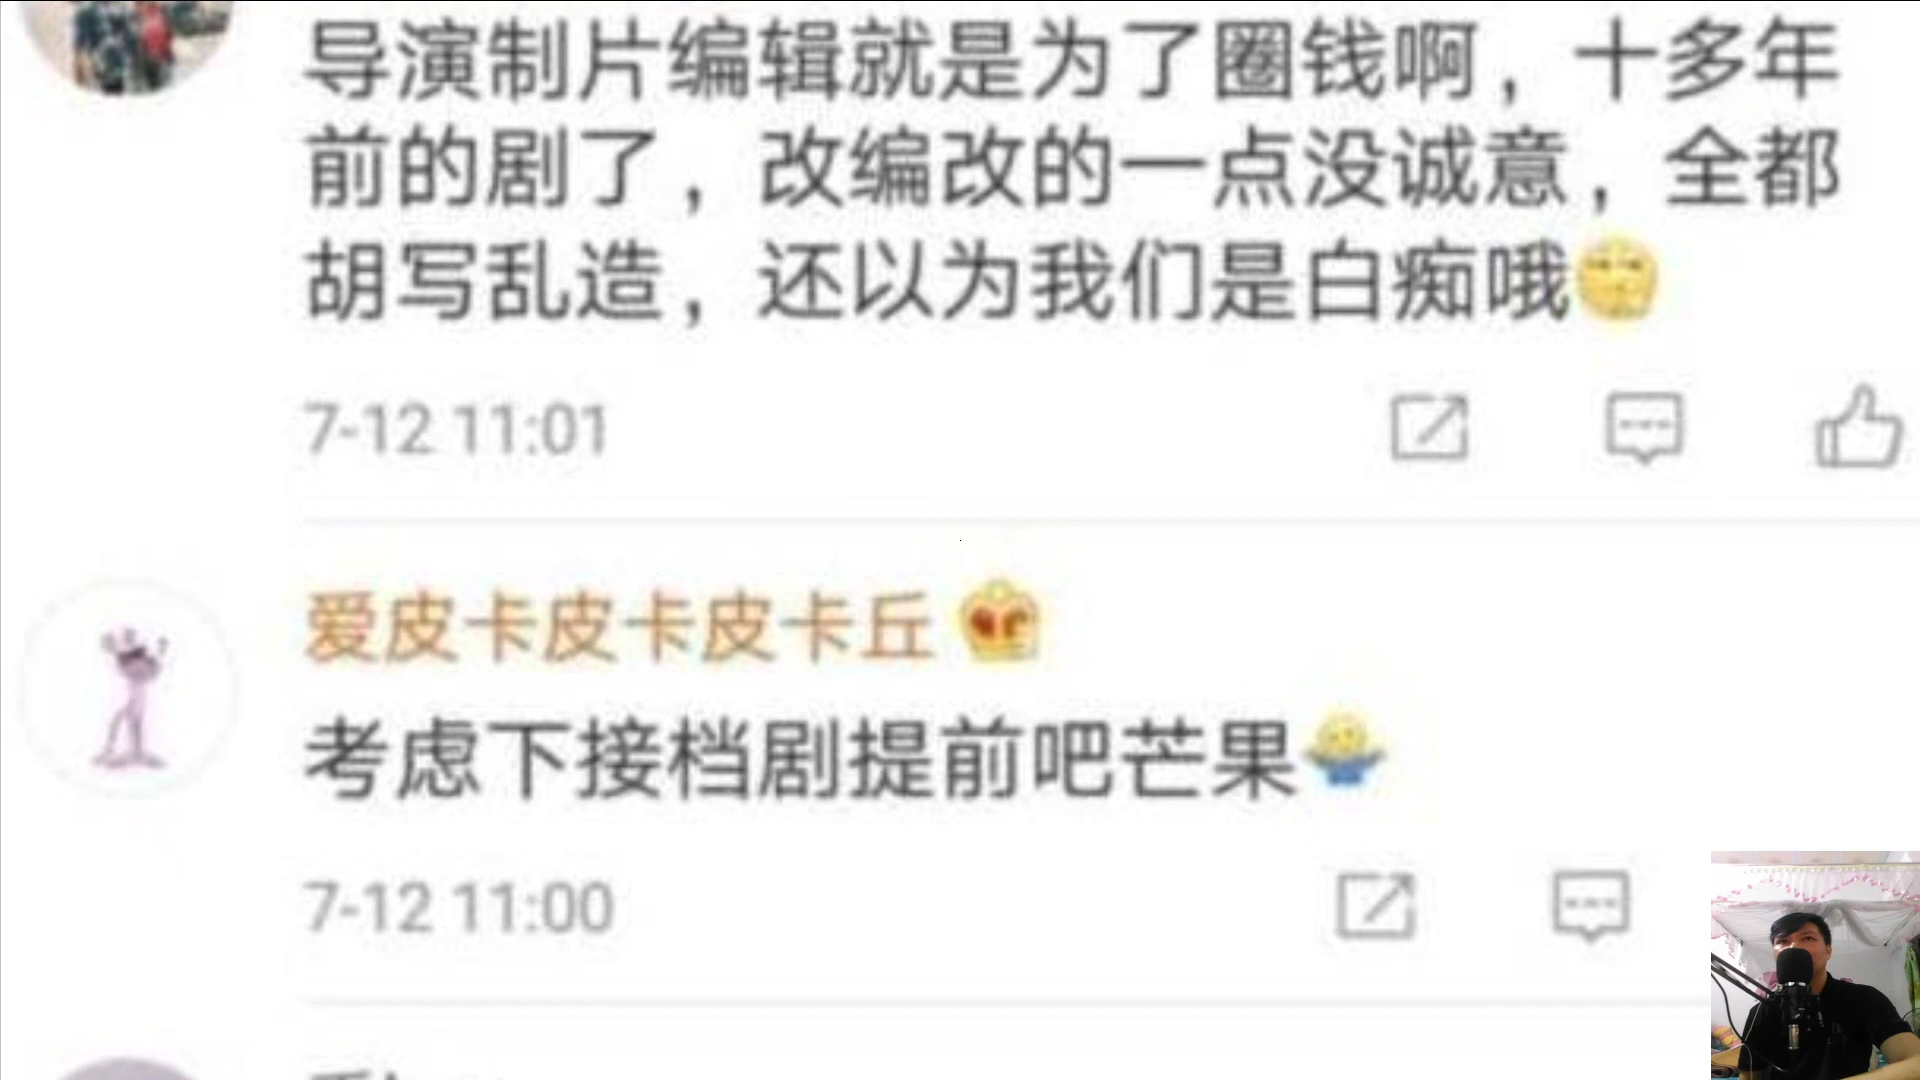 导演制片编辑就是为了圈钱啊，十多年
前的剧了，改编改的一点没诚意，全都
胡写乱造，还以为我们是白痴哦
7-12 11:01
爱皮卡皮卡皮卡丘
考虑下接档剧提前吧芒果
7-12 11:00